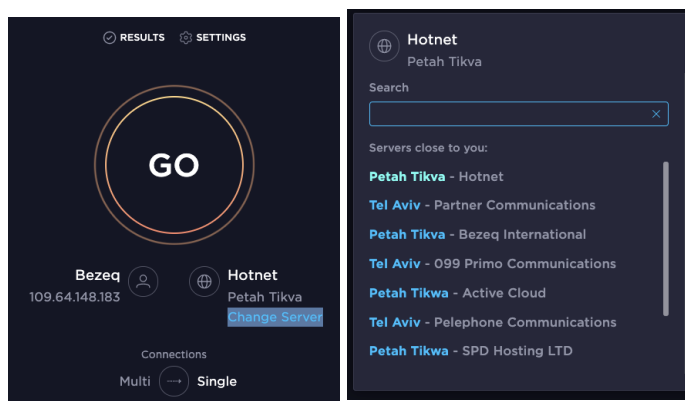 RESULTS SETTINGS
GO
Bezeq
109.64.148.183
Hotnet
Petah Tikva
Change Server
Connections
Multi Single
Hotnet
Petah Tikva
Search
Servers close to you:
Petah Tikva - Hotnet
Tel Aviv - Partner Communications
Petah Tikva - Bezeq International
Tel Aviv - 099 Primo Communications
Petah Tikwa - Active Cloud
Tel Aviv - Pelephone Communications
Petah Tikwa - SPD Hosting LTD